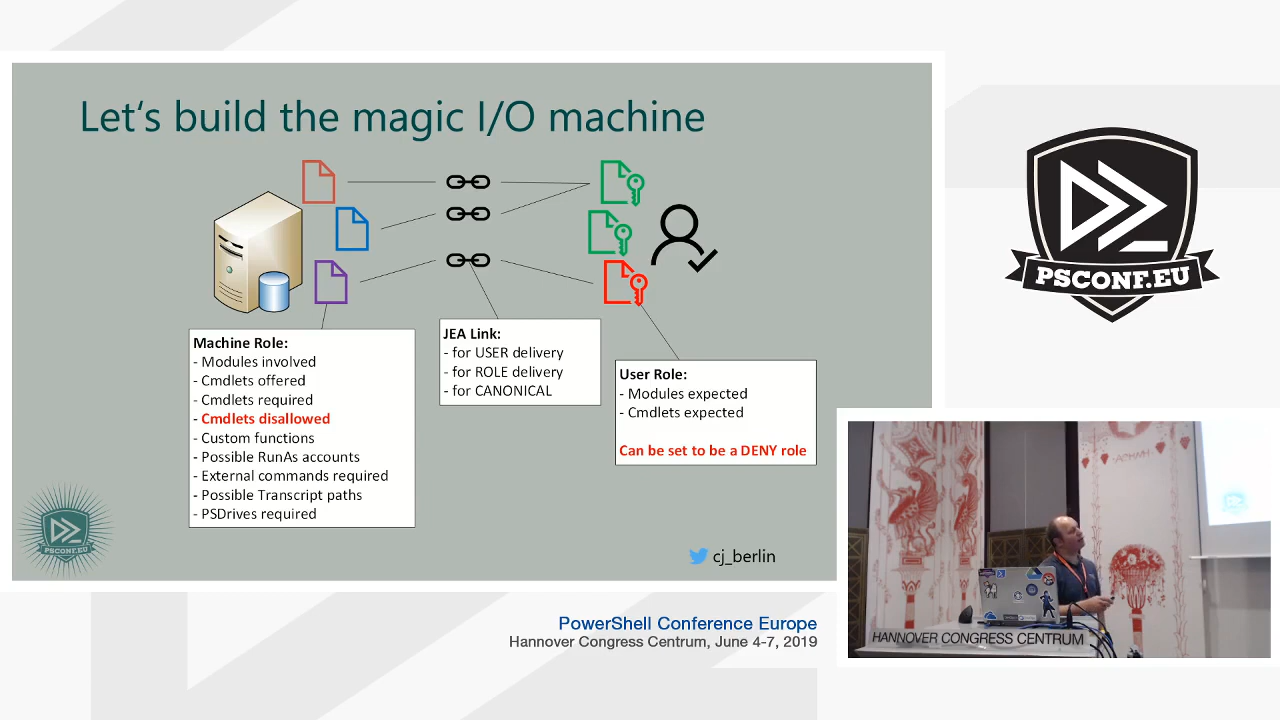 Let's build the magic I/O machine
Machine Role:
- Modules involved
- Cmdlets offered
- Cmdlets required
- Cmdlets disallowed
- Custom functions
- Possible RunAs accounts
- External commands required
- Possible Transcript paths
- PSDrives required
JEA Link:
- for USER delivery
- for ROLE delivery
- for CANONICAL
User Role:
- Modules expected
- Cmdlets expected
Can be set to be a DENY role
PSCONF.EU
cj_berlin
PSCONF.EU
PowerShell Conference Europe
Hannover Congress Centrum, June 4-7, 2019
HANNOVER CONGRESS CENTRUM